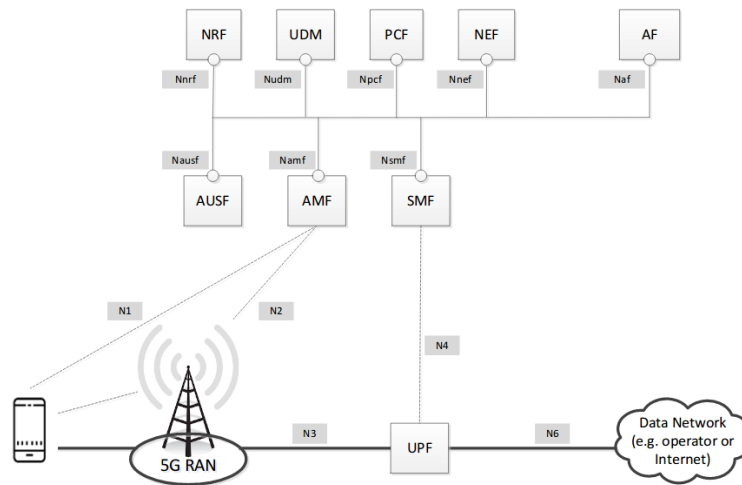 NRF
UDM
PCF
NEF
AF
Nnrf
Nudm
Npcf
Nnef
Naf
Nausf
Namf
Nsmf
AUSF
AMF
SMF
N1
N2
N4
Data Network
(e.g. operator or
Internet)
N3
N6
UPF
5G RAN